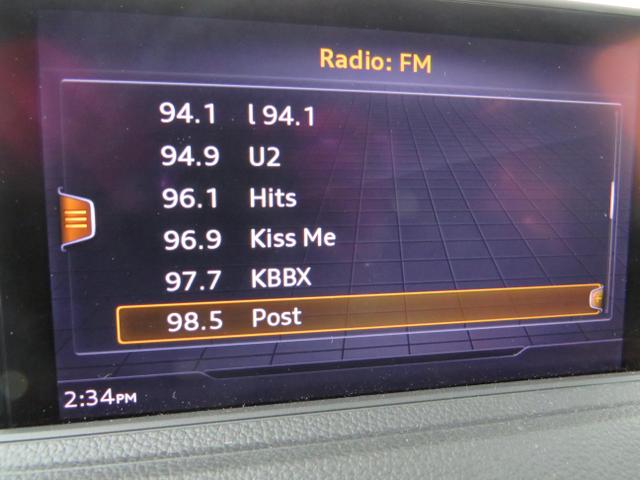 Radio: FM
94.1 l 94.1
94.9 U2
96.1 Hits
96.9 Kiss Me
97.7 KBBX
98.5 Post
2:34PM